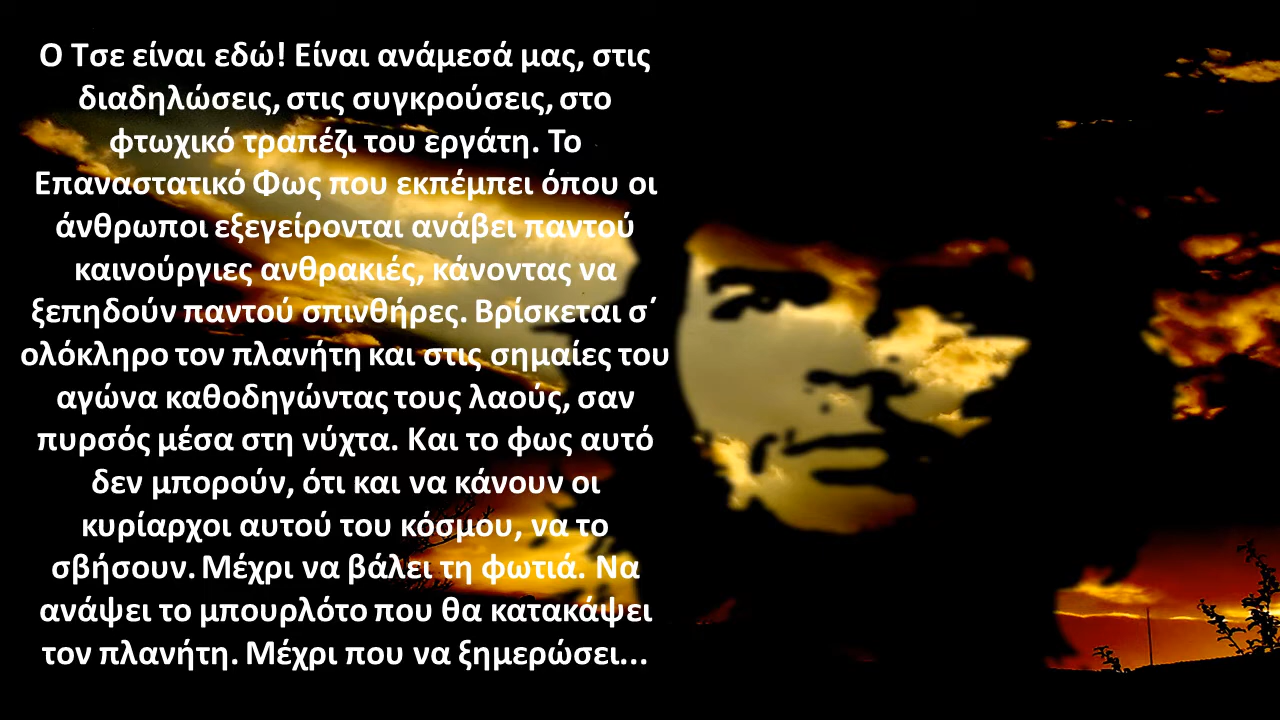 Ο Τσε είναι εδώ! Είναι ανάμεσά μας, στις
διαδηλώσεις, στις συγκρούσεις, στο
φτωχικό τραπέζι του εργάτη. Το
Επαναστατικό Φως που εκπέμπει όπου οι
άνθρωποι εξεγείρονται ανάβει παντού
καινούργιες ανθρακιές, κάνοντας να
ξεπηδούν παντού σπινθήρες. Βρίσκεται σ΄
ολόκληρο τον πλανήτη και στις σημαίες του
αγώνα καθοδηγώντας τους λαούς, σαν
πυρσός μέσα στη νύχτα. Και το φως αυτό
δεν μπορούν, ότι και να κάνουν οι
κυρίαρχοι αυτού του κόσμου, να το
σβήσουν. Μέχρι να βάλει τη φωτιά. Να
ανάψει το μπουρλότο που θα κατακάψει
τον πλανήτη. Μέχρι που να ξημερώσει...